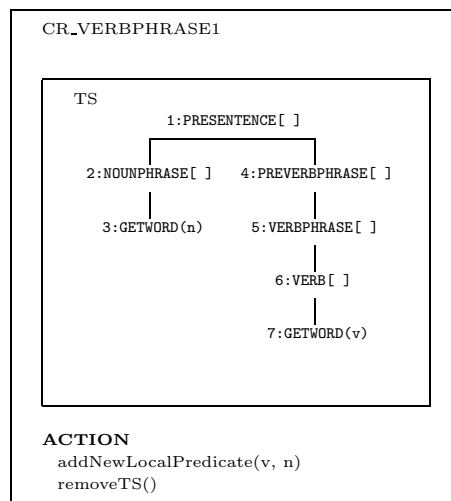 CR_VERBPHRASE1
TS
1:PRESENTENCE[ ]
2:NOUNPHRASE[ ] 4:PREVERBPHRASE[ ]
3:GETWORD(n) 5:VERBPHRASE[ ]
6:VERB[ ]
7:GETWORD(v)
ACTION
addNewLocalPredicate(v, n)
removeTS()